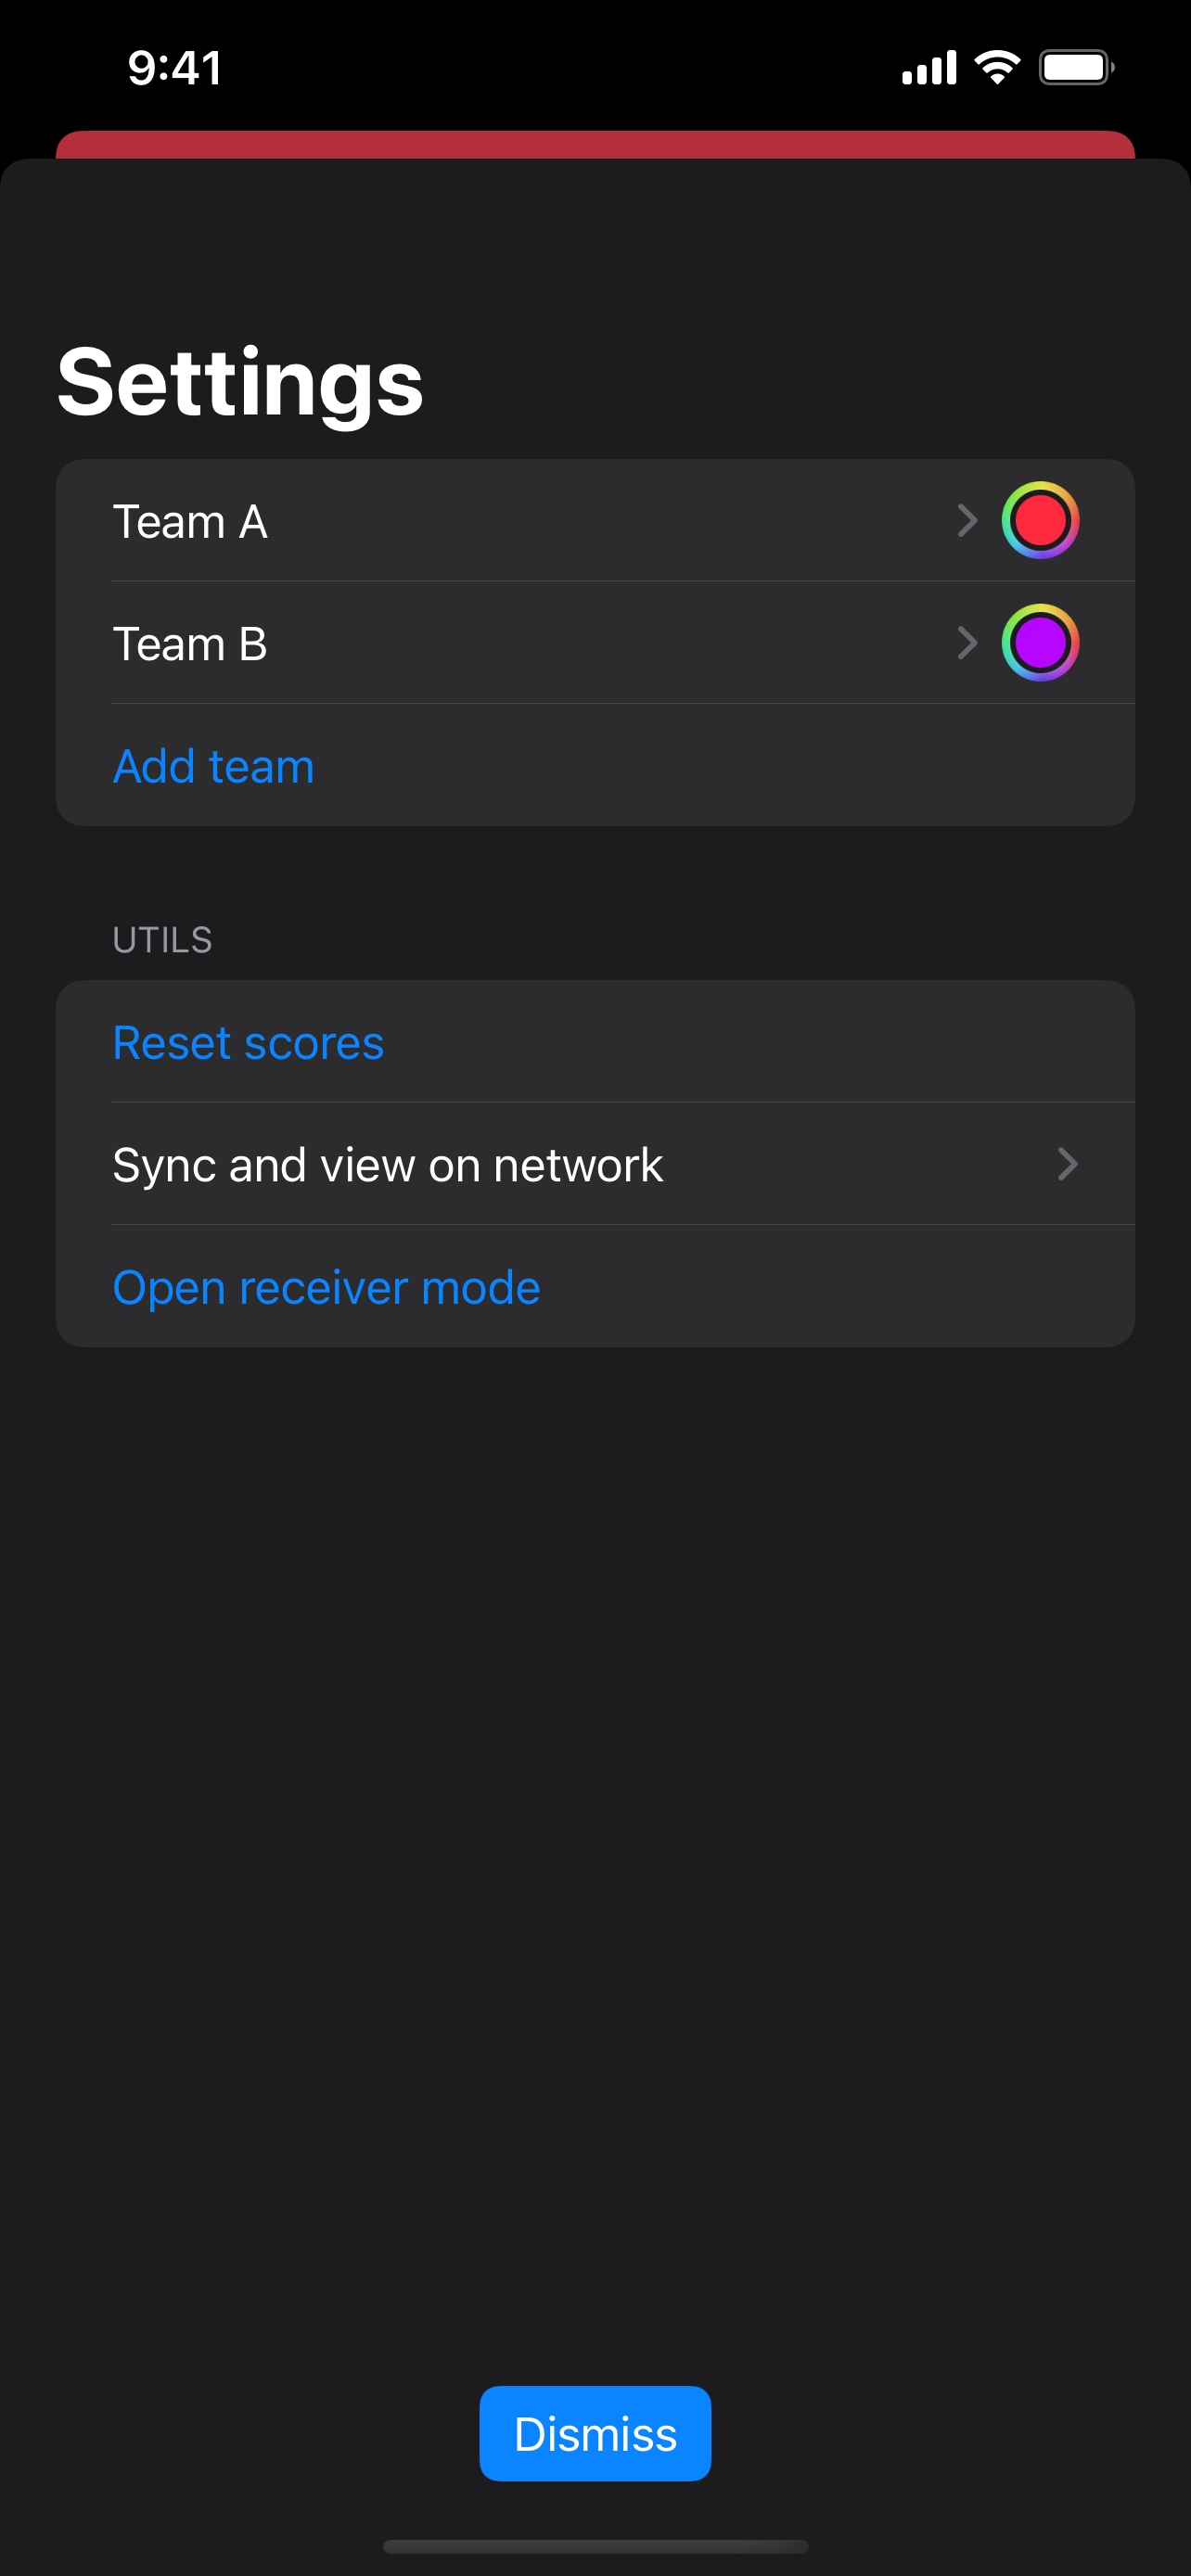 9:41
Settings
Team A
Team B
Add team
UTILS
Reset scores
Sync and view on network
Open receiver mode
Dismiss